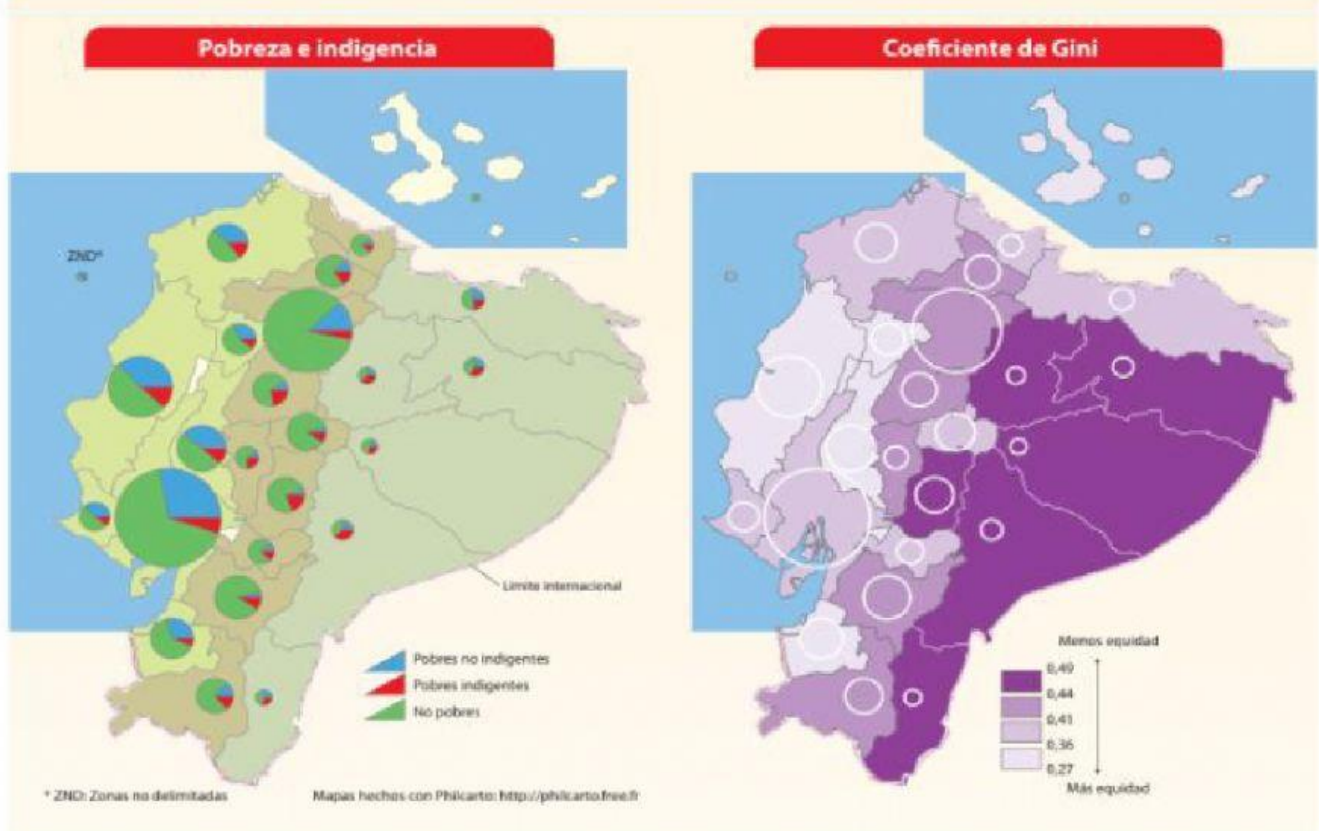 Pobreza e indigencia
Coeficiente de Gini
ZND*
Límite internacional
Pobres no indigentes
Pobres indigentes
No pobres
Menos equidad
0,49
0,44
0,41
0,36
0,27
Más equidad
* ZND: Zonas no delimitadas
Mapas hechos con Philcarto: http://philcarto.free.fr